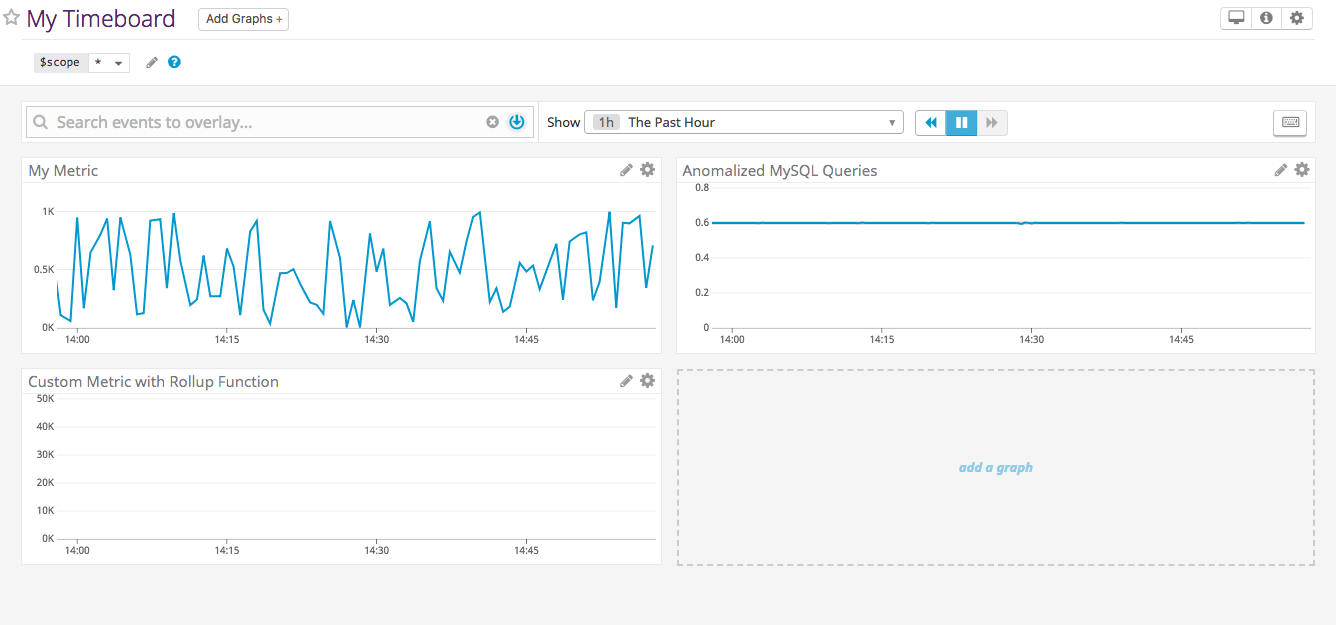 My Timeboard
Add Graphs +
$scope * 
Search events to overlay...
Show 1h The Past Hour
My Metric
1K
0.5K
0K
14:00 14:15 14:30 14:45
Anomalized MySQL Queries
0.8
0.6
0.4
0.2
0
14:00 14:15 14:30 14:45
Custom Metric with Rollup Function
50K
40K
30K
20K
10K
0K
14:00 14:15 14:30 14:45
add a graph